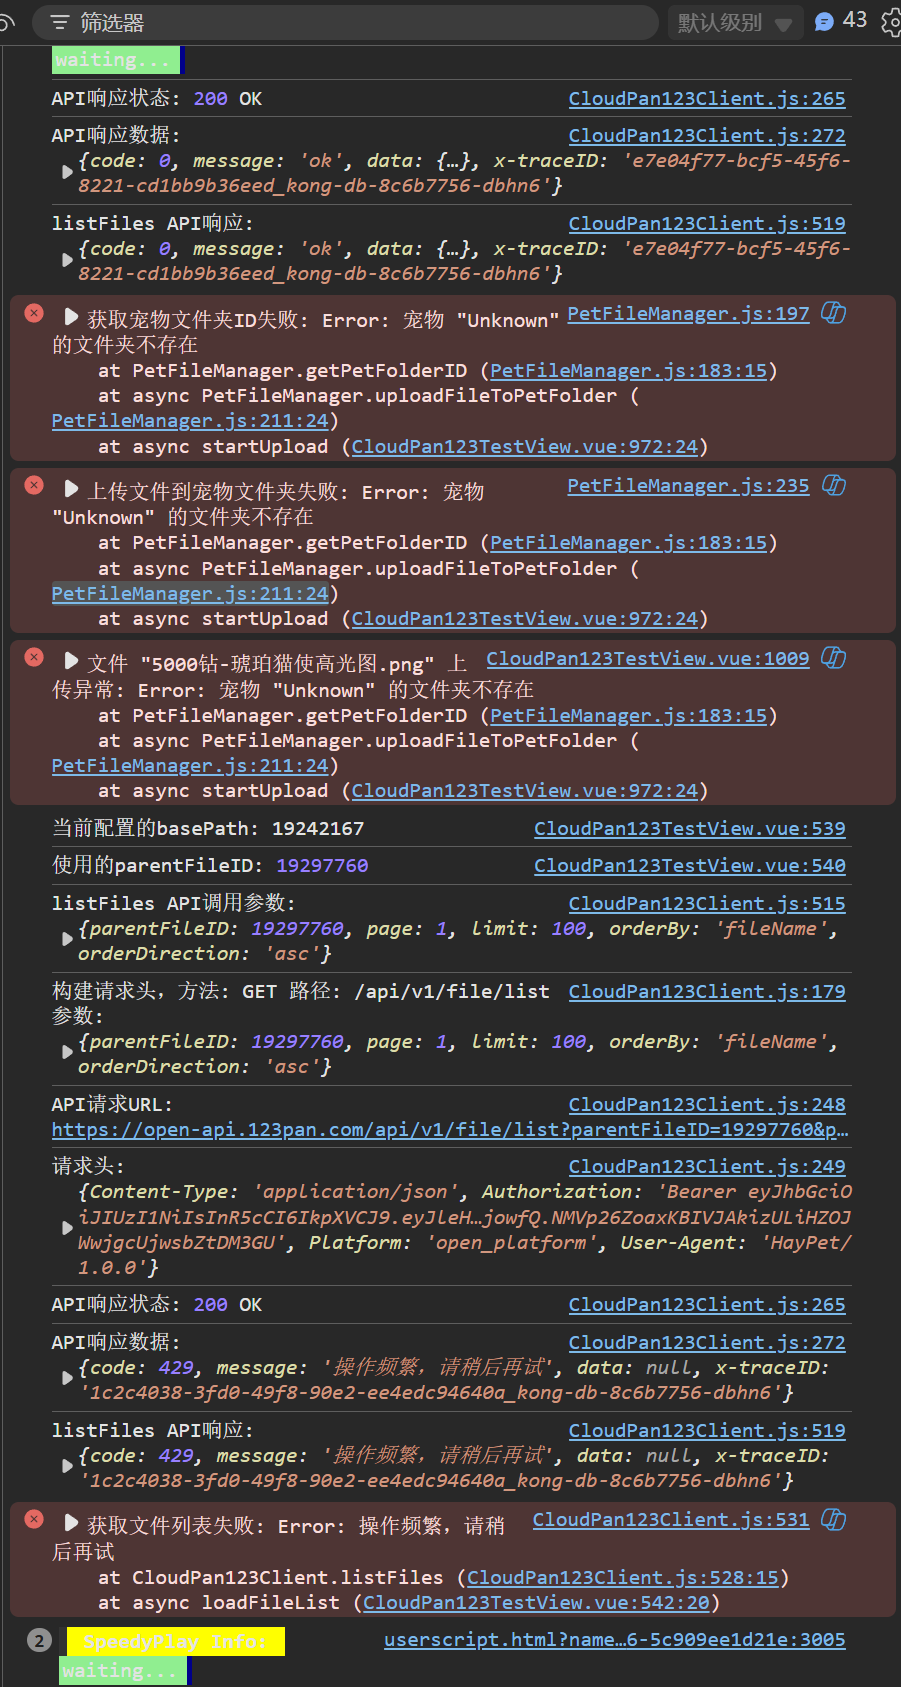 筛选器
默认级别
43
waiting...
API响应状态: 200 OK CloudPan123Client.js:265
API响应数据: CloudPan123Client.js:272
{code: 0, message: 'ok', data: {…}, x-traceID: 'e7e04f77-bcf5-45f6-
8221-cd1bb9b36eed_kong-db-8c6b7756-dbhn6'}
listFiles API响应: CloudPan123Client.js:519
{code: 0, message: 'ok', data: {…}, x-traceID: 'e7e04f77-bcf5-45f6-
8221-cd1bb9b36eed_kong-db-8c6b7756-dbhn6'}
获取宠物文件夹ID失败: Error: 宠物 "Unknown" PetFileManager.js:197
的文件夹不存在
at PetFileManager.getPetFolderID (PetFileManager.js:183:15)
at async PetFileManager.uploadFileToPetFolder (
PetFileManager.js:211:24)
at async startUpload (CloudPan123TestView.vue:972:24)
上传文件到宠物文件夹失败: Error: 宠物 PetFileManager.js:235
"Unknown" 的文件夹不存在
at PetFileManager.getPetFolderID (PetFileManager.js:183:15)
at async PetFileManager.uploadFileToPetFolder (
PetFileManager.js:211:24)
at async startUpload (CloudPan123TestView.vue:972:24)
文件 "5000钻-琥珀猫使高光图.png" 上 CloudPan123TestView.vue:1009
传异常: Error: 宠物 "Unknown" 的文件夹不存在
at PetFileManager.getPetFolderID (PetFileManager.js:183:15)
at async PetFileManager.uploadFileToPetFolder (
PetFileManager.js:211:24)
at async startUpload (CloudPan123TestView.vue:972:24)
当前配置的basePath: 19242167 CloudPan123TestView.vue:539
使用的parentFileID: 19297760 CloudPan123TestView.vue:540
listFiles API调用参数: CloudPan123Client.js:515
{parentFileID: 19297760, page: 1, limit: 100, orderBy: 'fileName',
orderDirection: 'asc'}
构建请求头，方法: GET 路径: /api/v1/file/list CloudPan123Client.js:179
参数:
{parentFileID: 19297760, page: 1, limit: 100, orderBy: 'fileName',
orderDirection: 'asc'}
API请求URL: CloudPan123Client.js:248
https://open-api.123pan.com/api/v1/file/list?parentFileID=19297760&p…
请求头: CloudPan123Client.js:249
{Content-Type: 'application/json', Authorization: 'Bearer eyJhbGciO
iJIUzI1NiIsInR5cCI6IkpXVCJ9.eyJleH…jowfQ.NMVp26ZoaxKBIVJAkizULiHZOJ
WwjgcUjwsbZtDM3GU', Platform: 'open_platform', User-Agent: 'HayPet/
1.0.0'}
API响应状态: 200 OK CloudPan123Client.js:265
API响应数据: CloudPan123Client.js:272
{code: 429, message: '操作频繁，请稍后再试', data: null, x-traceID:
'1c2c4038-3fd0-49f8-90e2-ee4edc94640a_kong-db-8c6b7756-dbhn6'}
listFiles API响应: CloudPan123Client.js:519
{code: 429, message: '操作频繁，请稍后再试', data: null, x-traceID:
'1c2c4038-3fd0-49f8-90e2-ee4edc94640a_kong-db-8c6b7756-dbhn6'}
获取文件列表失败: Error: 操作频繁，请稍 CloudPan123Client.js:531
后再试
at CloudPan123Client.listFiles (CloudPan123Client.js:528:15)
at async loadFileList (CloudPan123TestView.vue:542:20)
2 SpeedyPlay Info: userscript.html?name…6-5c909ee1d21e:3005
waiting...